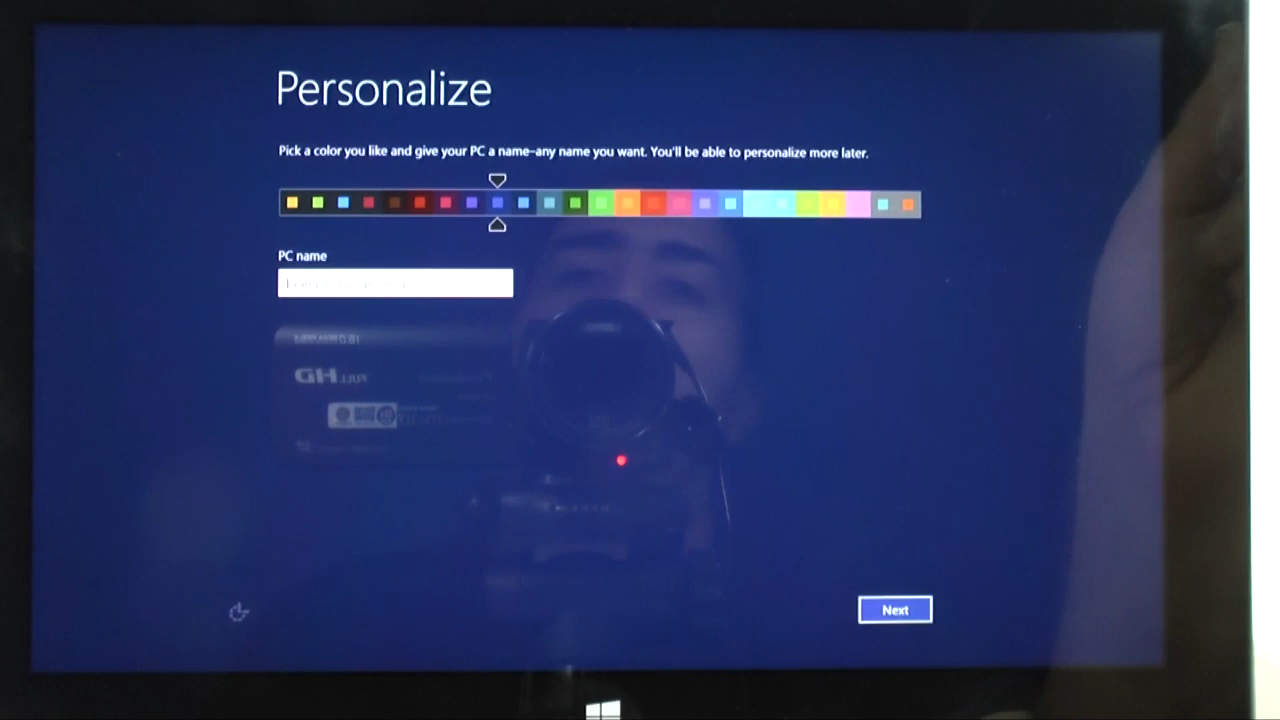 Personalize
Pick a color you like and give your PC a name–any name you want. You'll be able to personalize more later.
PC name
Next